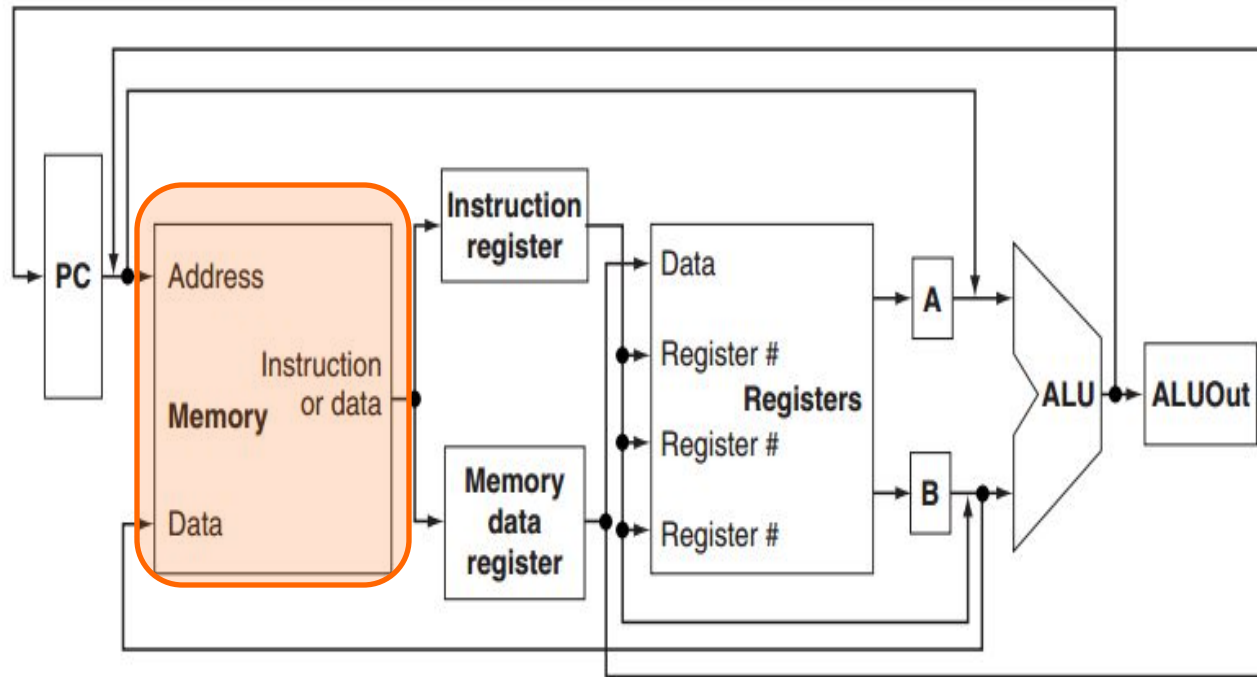 PC
Address
Instruction
or data
Memory
Data
Instruction
register
Memory
data
register
Data
Register #
Registers
Register #
Register #
A
B
ALU
ALUOut